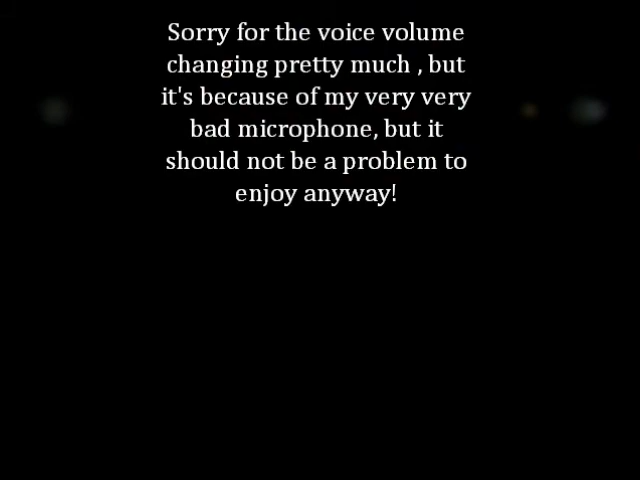 Sorry for the voice volume
changing pretty much , but
it's because of my very very
bad microphone, but it
should not be a problem to
enjoy anyway!